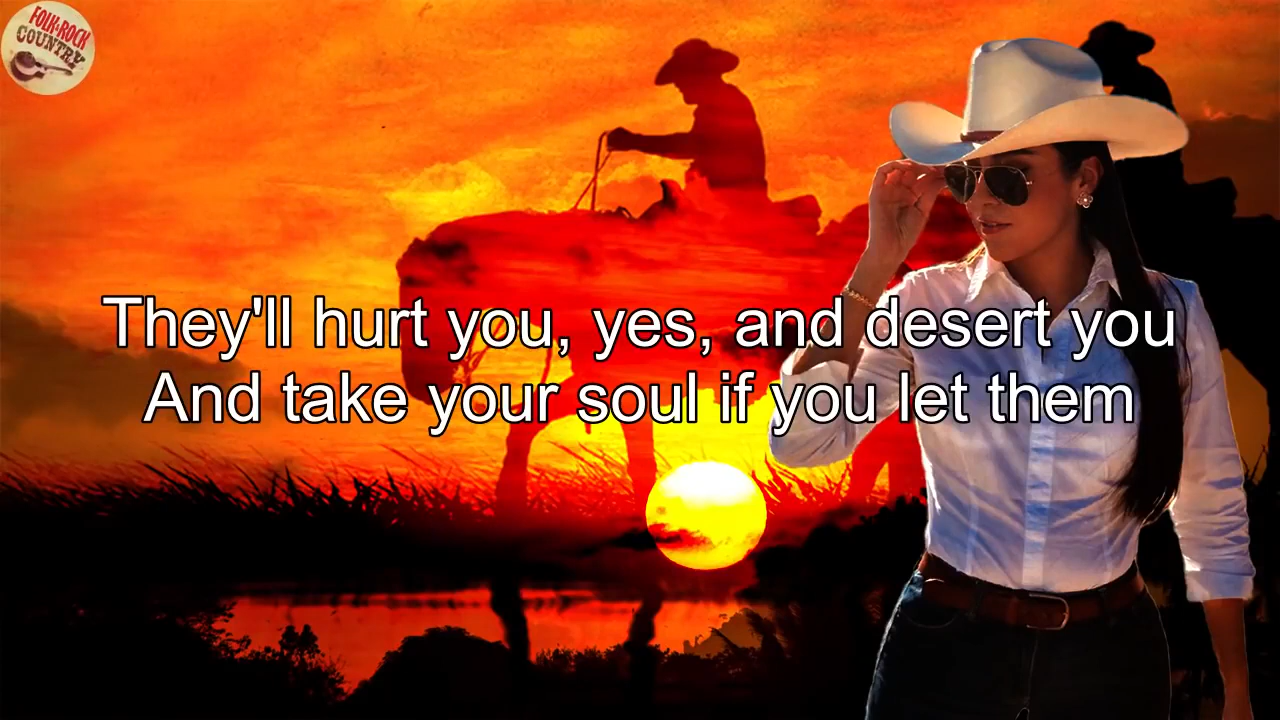 FOLK-ROCK
COUNTRY
They'll hurt you, yes, and desert you
And take your soul if you let them